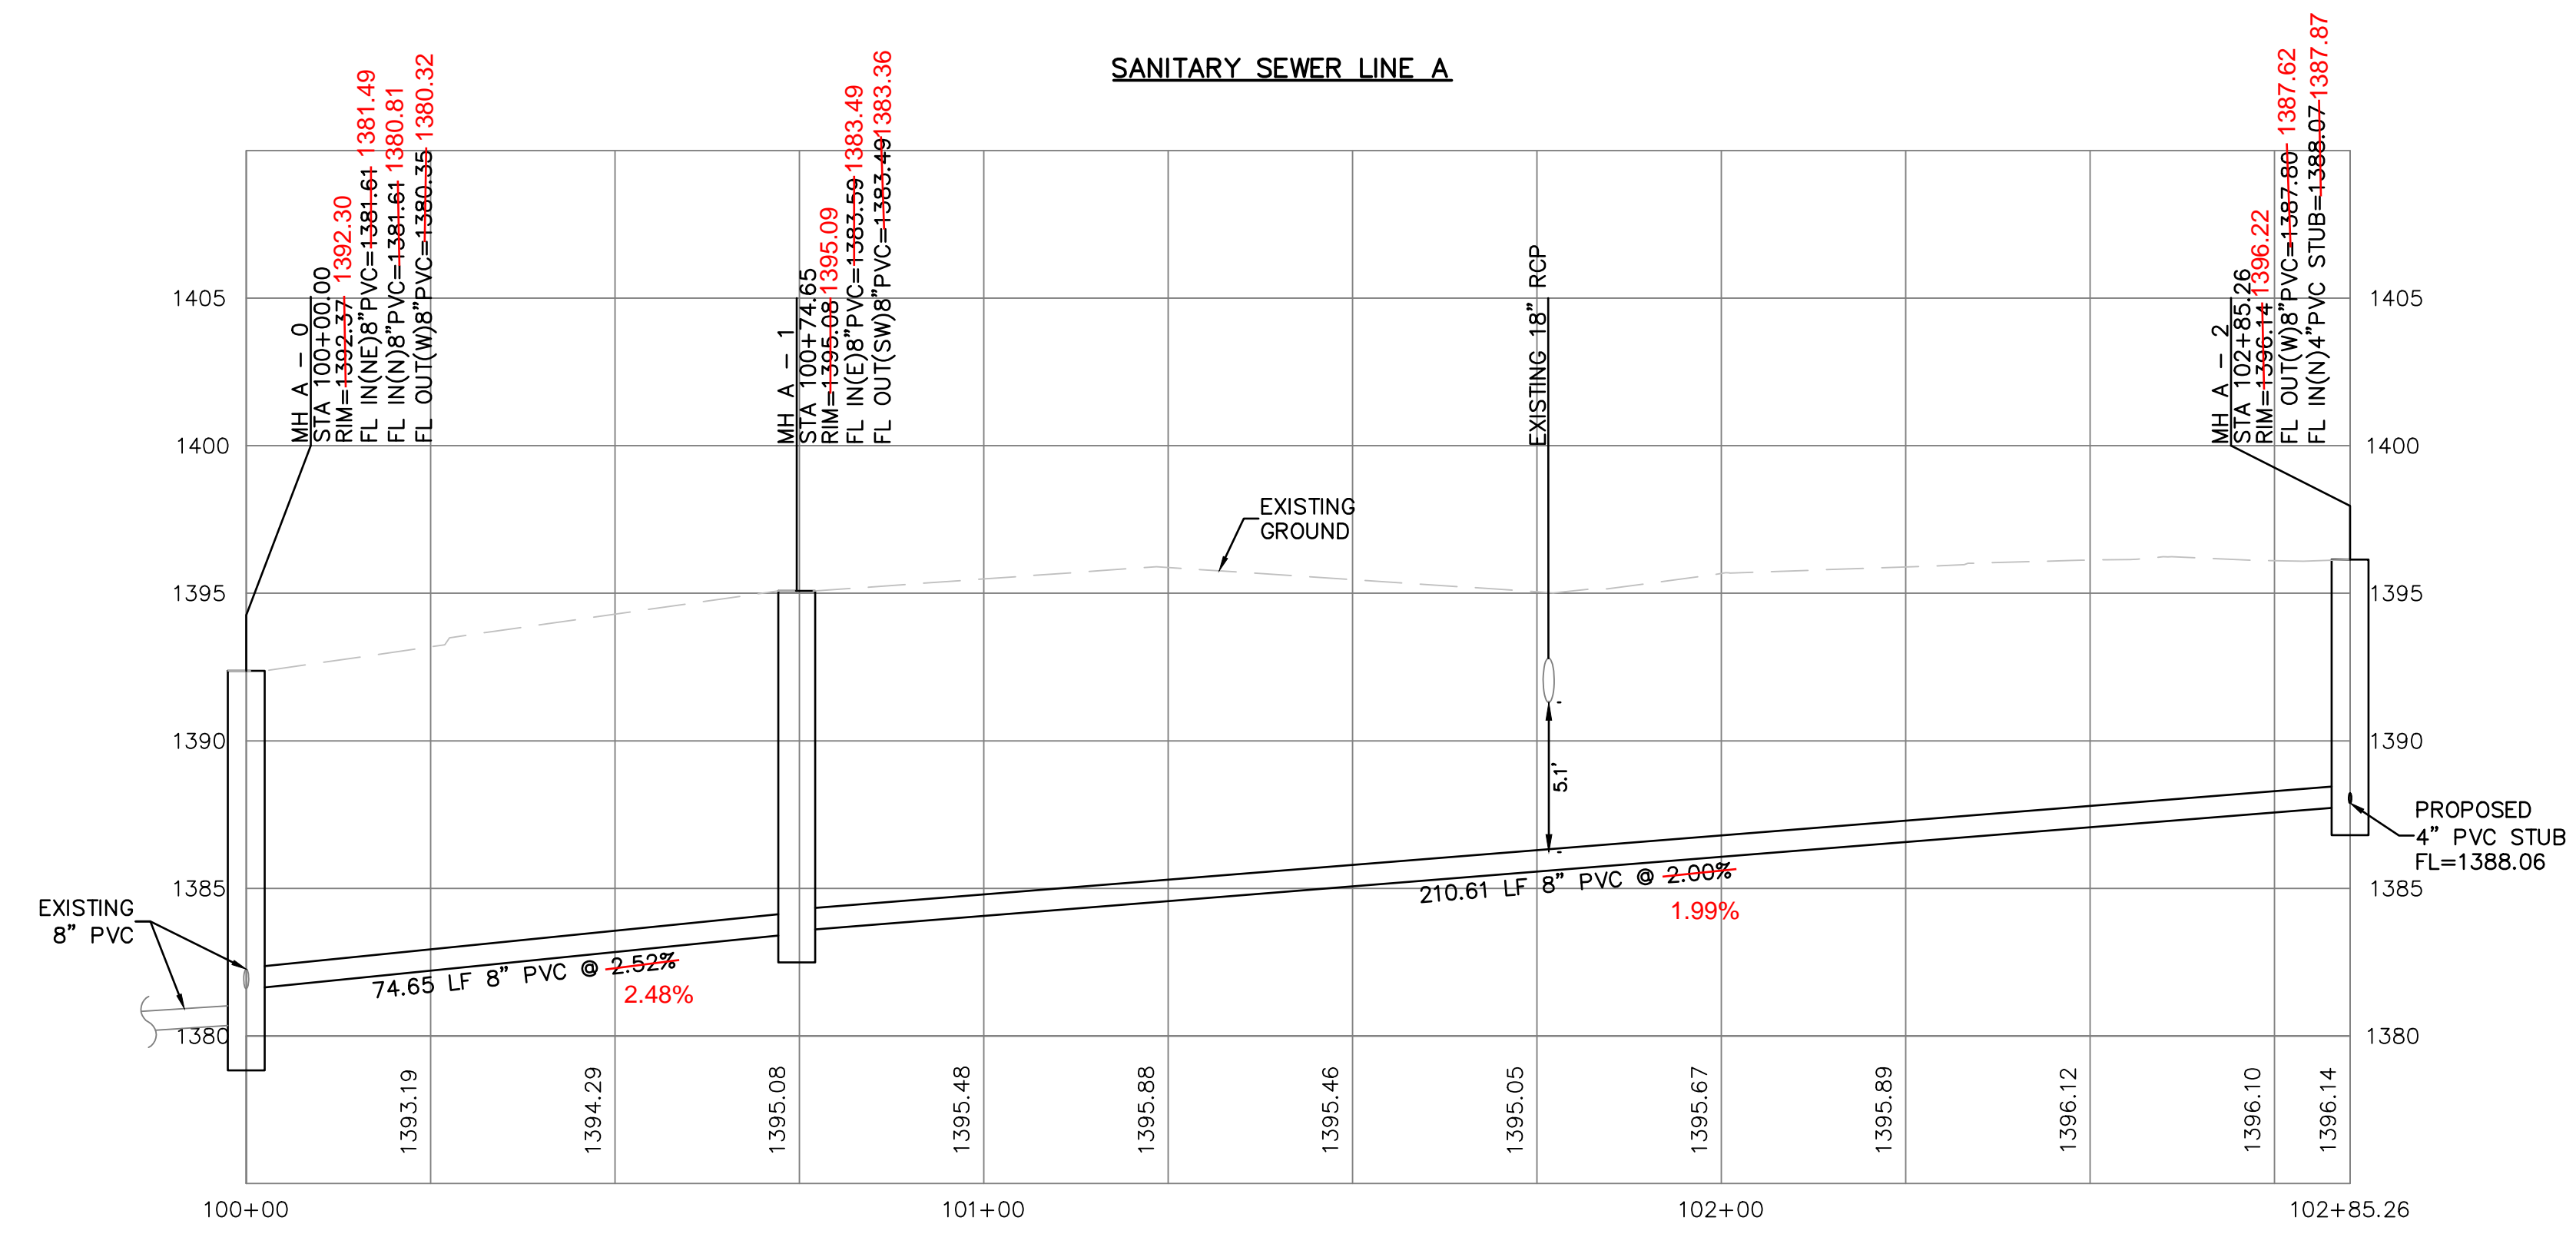 SANITARY SEWER LINE A
MH A - 0
STA 100+00.00
RIM=1392.37 1392.30
FL IN(NE)8"PVC=1381.61 1381.49
FL IN(N)8"PVC=1381.61 1380.81
FL OUT(W)8"PVC=1380.35 1380.32
MH A - 1
STA 100+74.65
RIM=1395.08 1395.09
FL IN(E)8"PVC=1383.59 1383.49
FL OUT(SW)8"PVC=1383.49 1383.36
EXISTING 18" RCP
MH A - 2
STA 102+85.26
RIM=1396.14 1396.22
FL OUT(W)8"PVC=1387.80 1387.62
FL IN(N)4"PVC STUB=1388.07 1387.87
1405
1405
1400
1400
EXISTING
GROUND
1395
1395
1390
1390
5.1'
PROPOSED
4" PVC STUB
FL=1388.06
1385
1385
210.61 LF 8" PVC @ 2.00%
1.99%
EXISTING
8" PVC
74.65 LF 8" PVC @ 2.52%
2.48%
1380
1380
1393.19
1394.29
1395.08
1395.48
1395.88
1395.46
1395.05
1395.67
1395.89
1396.12
1396.10
1396.14
100+00
101+00
102+00
102+85.26